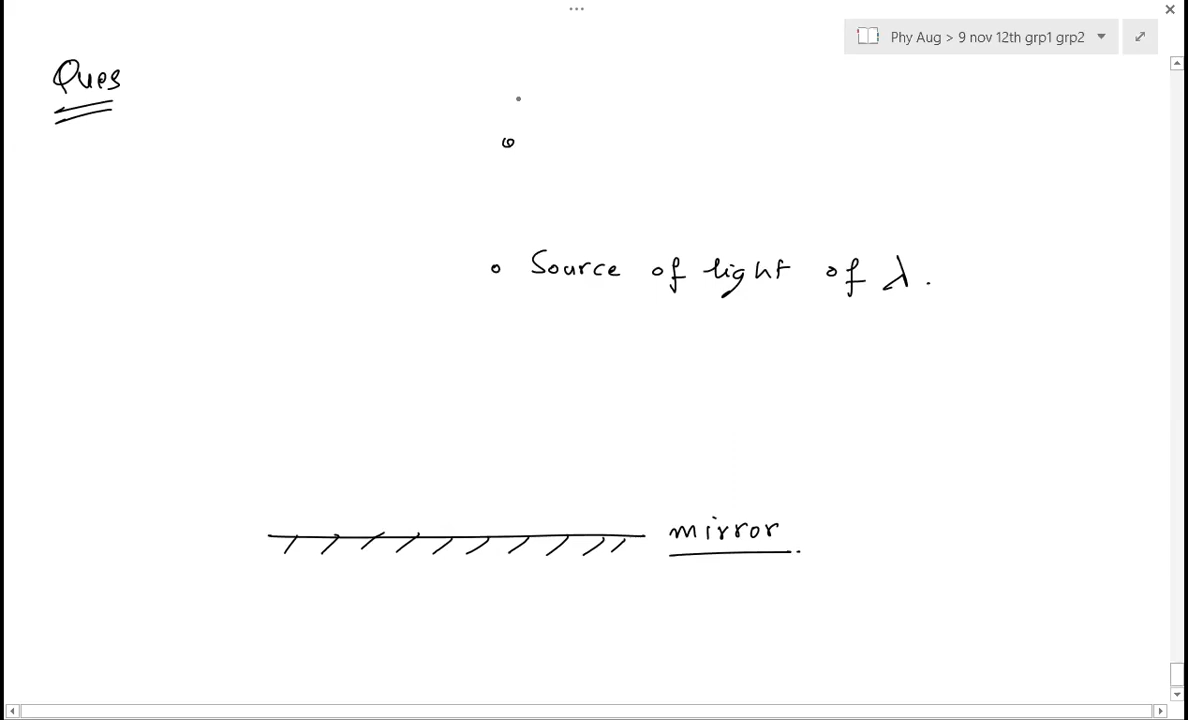 Phy Aug > 9 nov 12th grp1 grp2
Ques
Source of light of λ.
mirror.